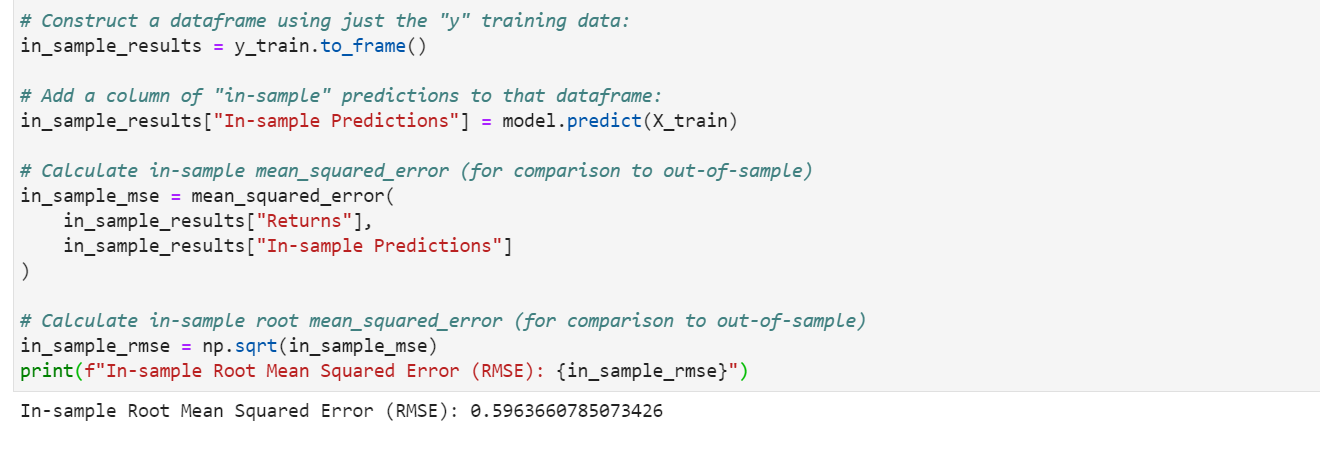 # Construct a dataframe using just the "y" training data:
in_sample_results = y_train.to_frame()
# Add a column of "in-sample" predictions to that dataframe:
in_sample_results["In-sample Predictions"] = model.predict(X_train)
# Calculate in-sample mean_squared_error (for comparison to out-of-sample)
in_sample_mse = mean_squared_error(
    in_sample_results["Returns"],
    in_sample_results["In-sample Predictions"]
)
# Calculate in-sample root mean_squared_error (for comparison to out-of-sample)
in_sample_rmse = np.sqrt(in_sample_mse)
print(f"In-sample Root Mean Squared Error (RMSE): {in_sample_rmse}")
In-sample Root Mean Squared Error (RMSE): 0.5963660785073426